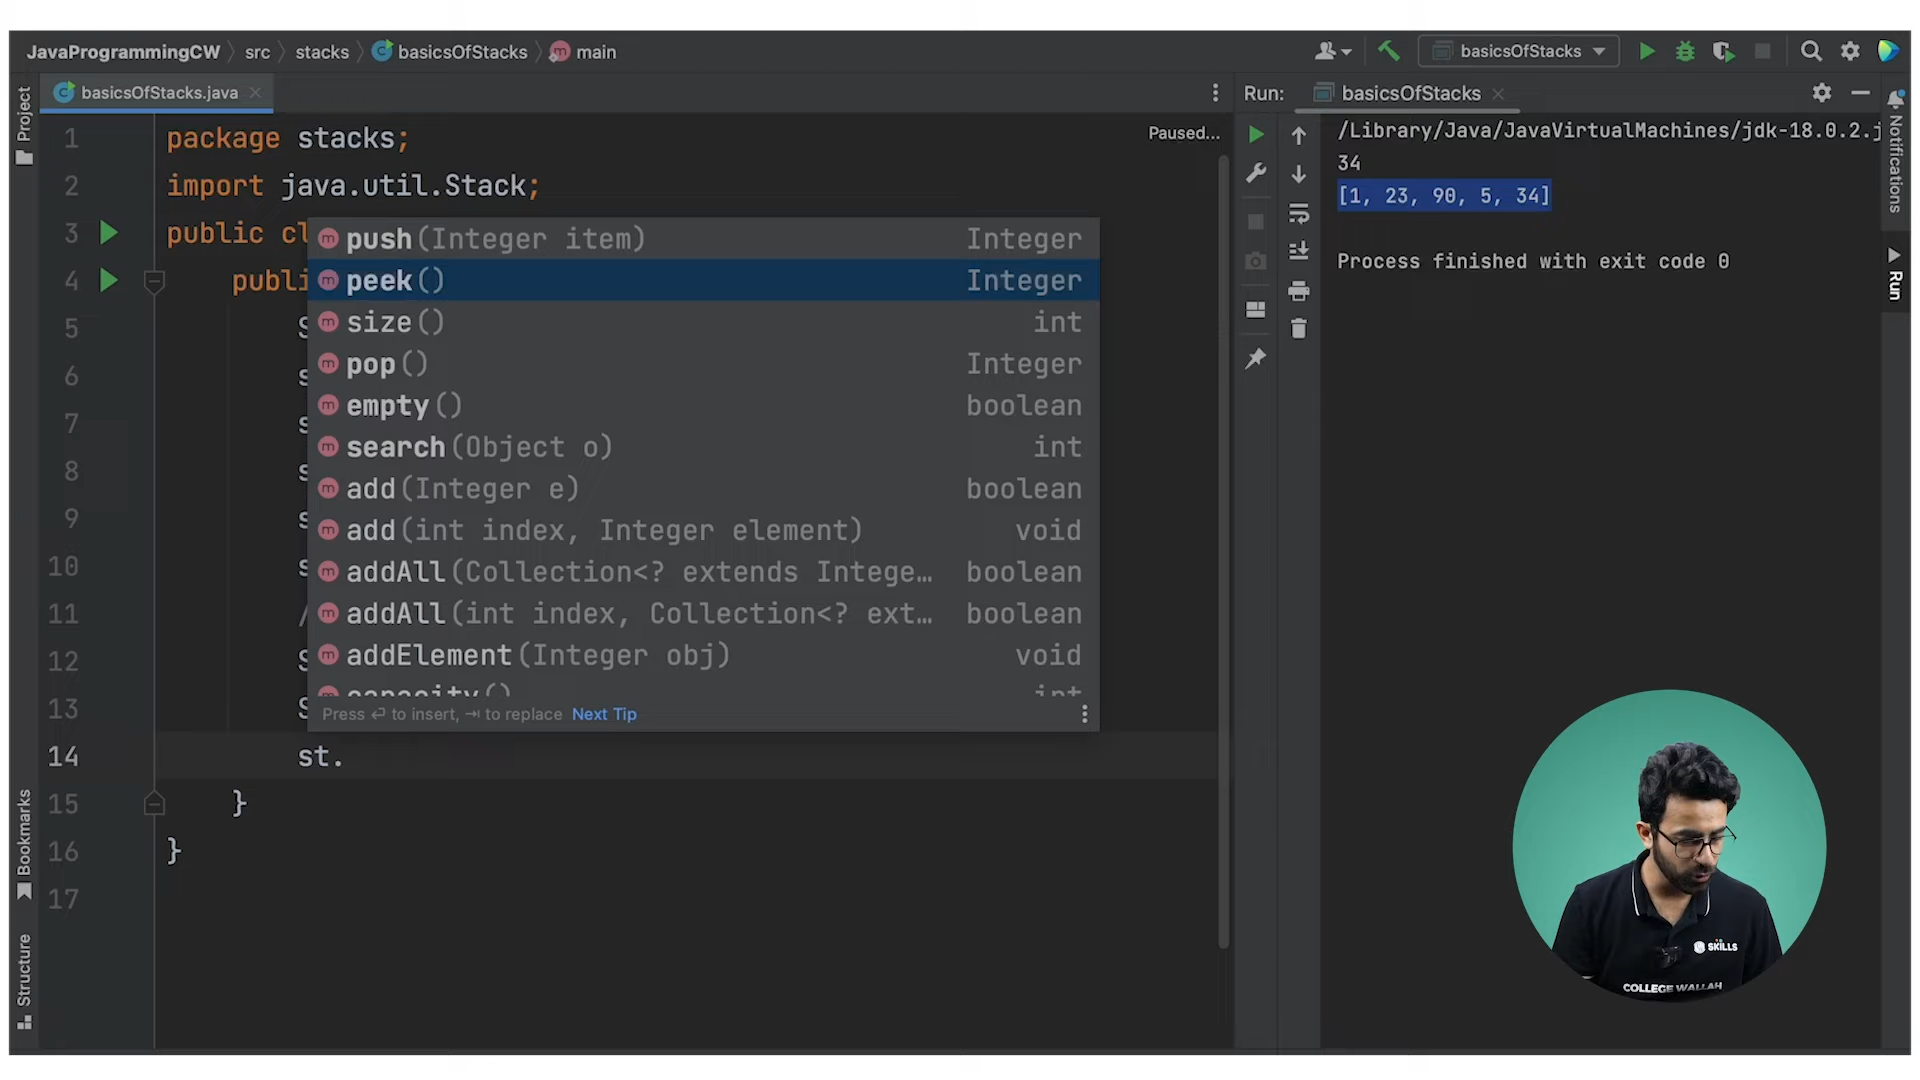 JavaProgrammingCW src stacks basicsOfStacks main
basicsOfStacks
basicsOfStacks.java
Run: basicsOfStacks
Project
Bookmarks
Structure
Notifications
Run
Paused...
1 package stacks;
2 import java.util.Stack;
3 public cl
4 publi
5 S
6 s
7 s
8 s
9 s
10 s
11 /
12 S
13 S
14 st.
15 }
16 }
17
push(Integer item) Integer
peek() Integer
size() int
pop() Integer
empty() boolean
search(Object o) int
add(Integer e) boolean
add(int index, Integer element) void
addAll(Collection<? extends Intege… boolean
addAll(int index, Collection<? ext… boolean
addElement(Integer obj) void
capacity() int
Press ⏎ to insert, ⇥ to replace Next Tip
/Library/Java/JavaVirtualMachines/jdk-18.0.2.j
34
[1, 23, 90, 5, 34]
Process finished with exit code 0
SKILLS
COLLEGE WALLAH